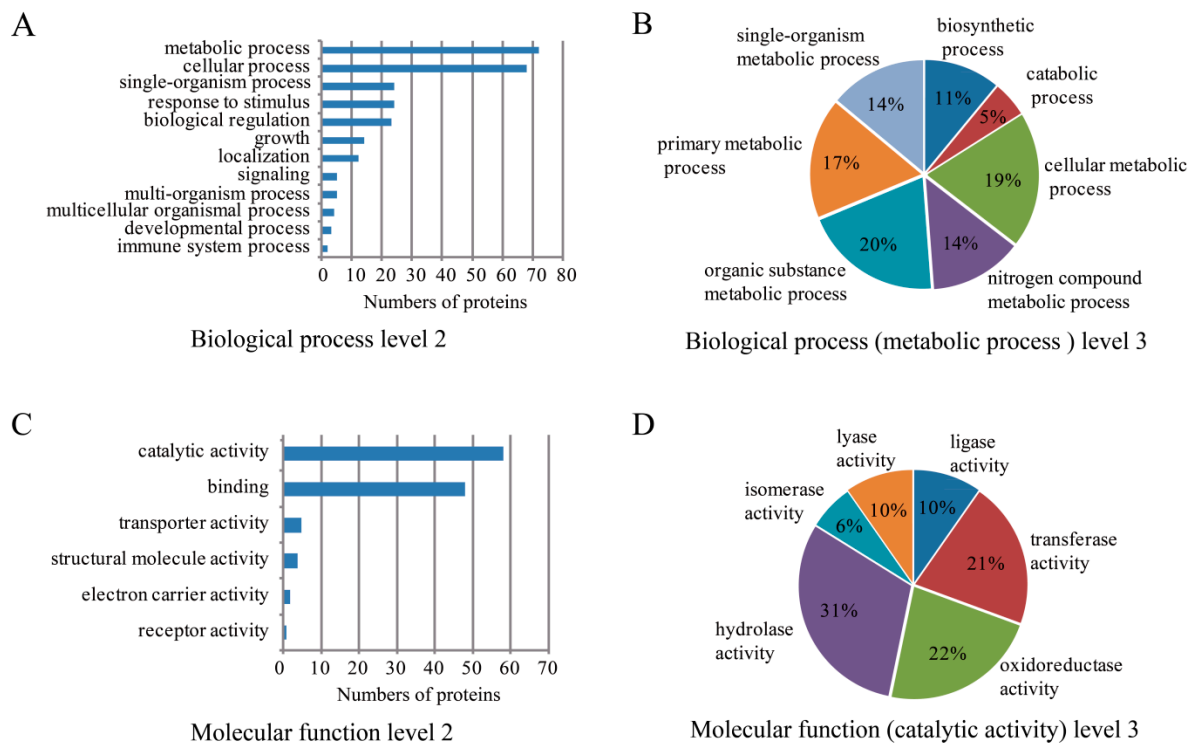 A
metabolic process
cellular process
single-organism process
response to stimulus
biological regulation
growth
localization
signaling
multi-organism process
multicellular organismal process
developmental process
immune system process
0 10 20 30 40 50 60 70 80
Numbers of proteins
Biological process level 2
B
single-organism
metabolic process
biosynthetic
process
catabolic
process
primary metabolic
process
cellular metabolic
process
organic substance
metabolic process
nitrogen compound
metabolic process
11%
5%
19%
14%
20%
17%
14%
Biological process (metabolic process ) level 3
C
catalytic activity
binding
transporter activity
structural molecule activity
electron carrier activity
receptor activity
0 10 20 30 40 50 60 70
Numbers of proteins
Molecular function level 2
D
lyase
activity
ligase
activity
isomerase
activity
transferase
activity
hydrolase
activity
oxidoreductase
activity
10%
10%
6%
21%
31%
22%
Molecular function (catalytic activity) level 3